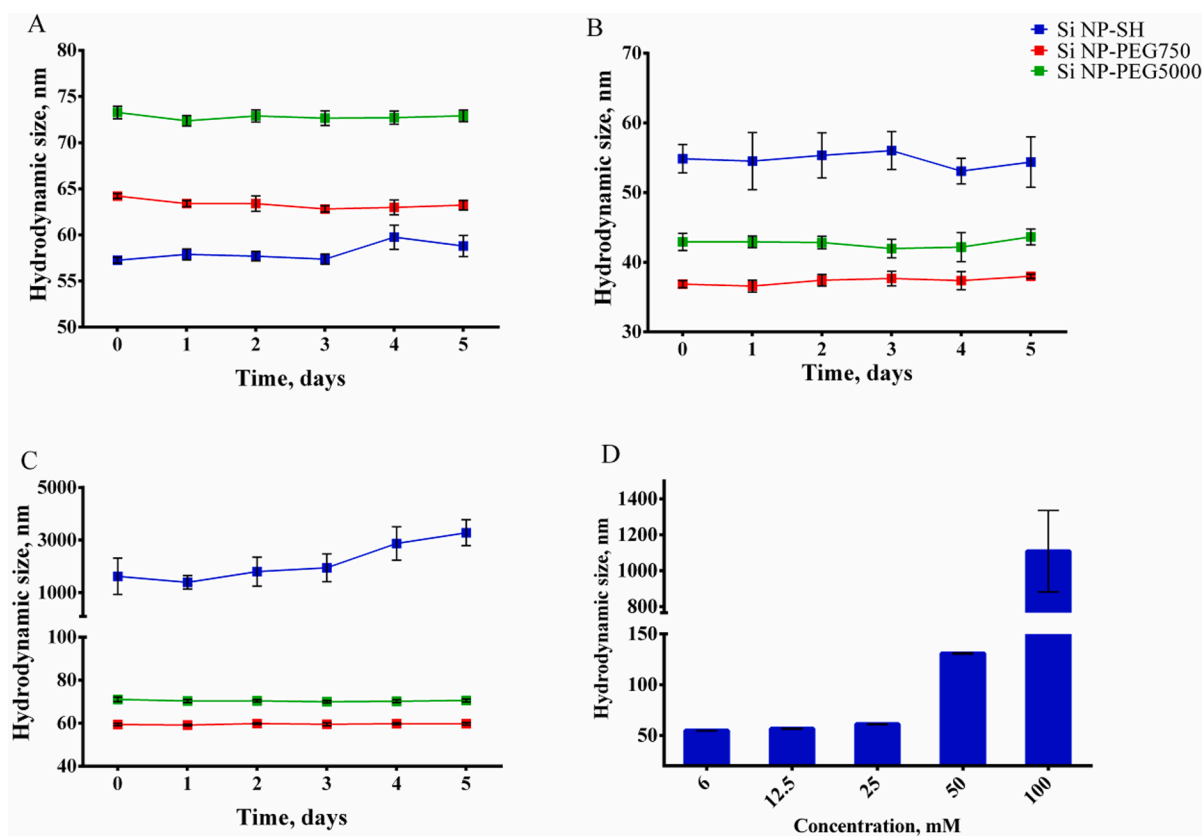 A
Hydrodynamic size, nm
80
75
70
65
60
55
50
0 1 2 3 4 5
Time, days
B
Si NP-SH
Si NP-PEG750
Si NP-PEG5000
Hydrodynamic size, nm
70
60
50
40
30
0 1 2 3 4 5
Time, days
C
Hydrodynamic size, nm
5000
3000
1000
100
80
60
40
0 1 2 3 4 5
Time, days
D
Hydrodynamic size, nm
1400
1200
1000
800
600
150
100
50
6 12.5 25 50 100
Concentration, mM